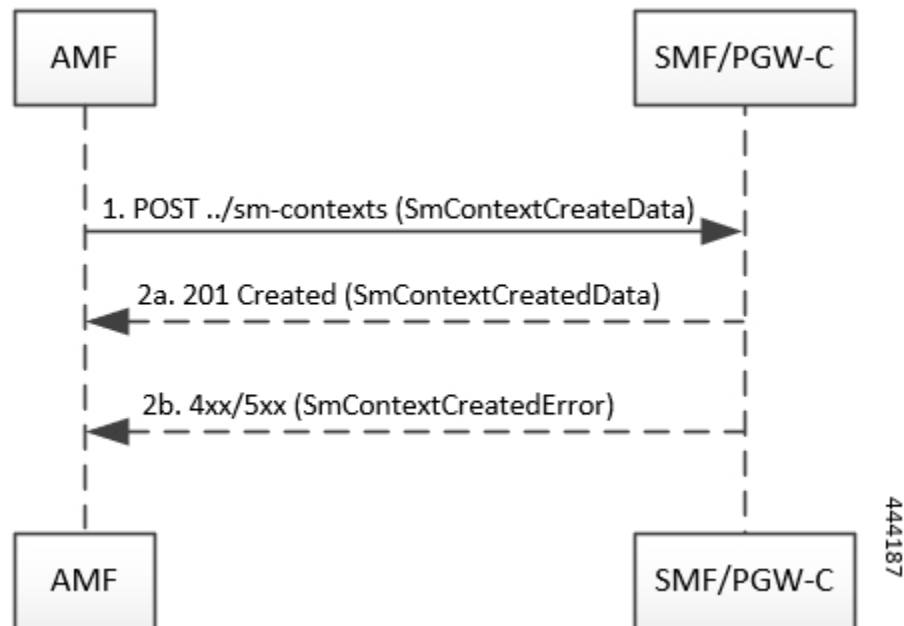 AMF
SMF/PGW-C
1. POST ../sm-contexts (SmContextCreateData)
2a. 201 Created (SmContextCreatedData)
2b. 4xx/5xx (SmContextCreatedError)
AMF
SMF/PGW-C
444187